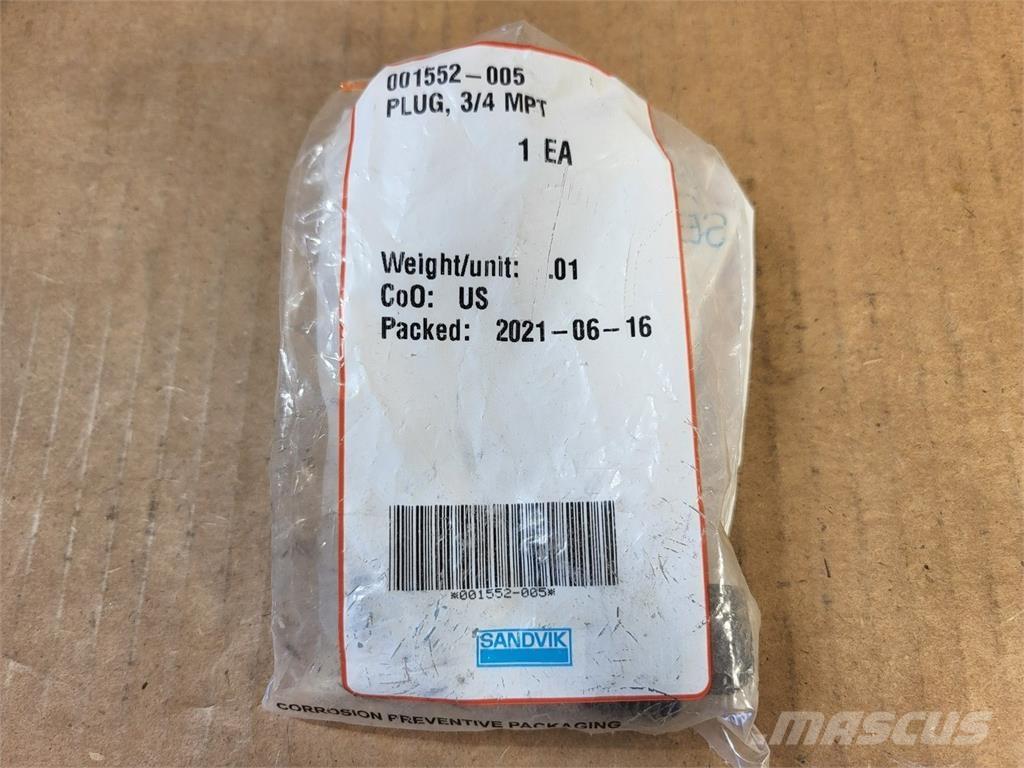 001552-005
PLUG, 3/4 MPT
1 EA
Weight/unit: .01
CoO: US
Packed: 2021-06-16
*001552-005*
SANDVIK
CORROSION PREVENTIVE PACKAGING
MASCUS